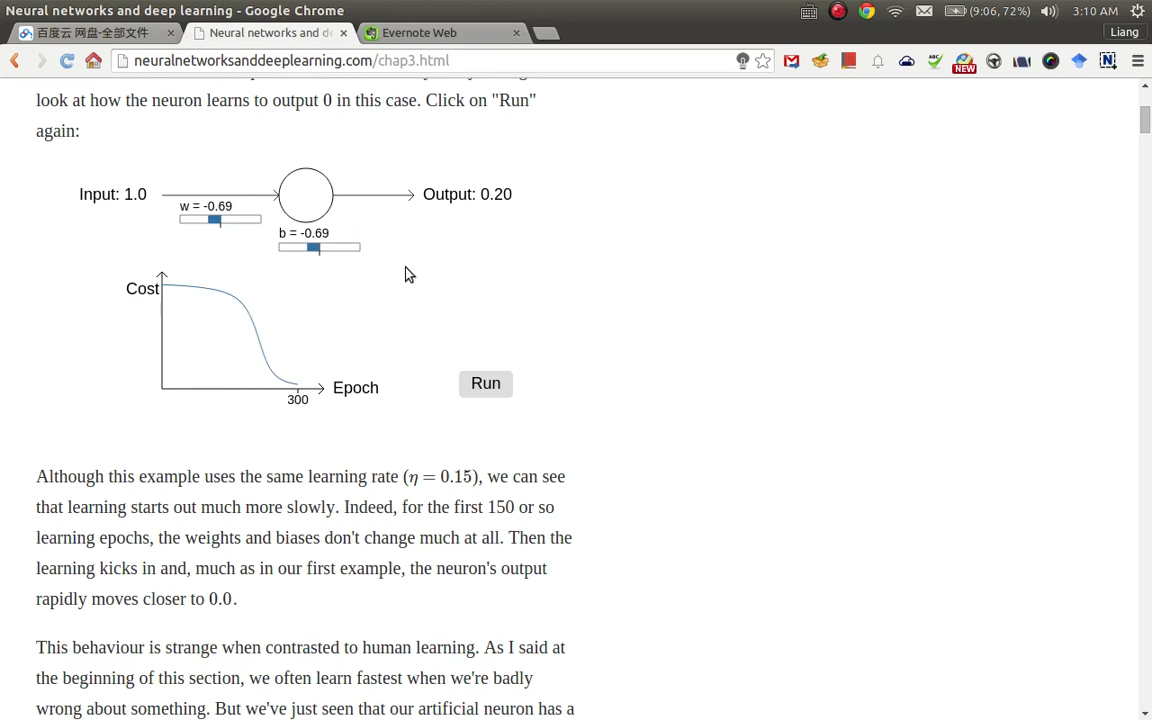 Neural networks and deep learning - Google Chrome
(9:06, 72%)
3:10 AM
百度云 网盘-全部文件
Neural networks and de
Evernote Web
Liang
neuralnetworksanddeeplearning.com/chap3.html
ABC
NEW
N
look at how the neuron learns to output 0 in this case. Click on "Run"
again:
Input: 1.0
Output: 0.20
w = -0.69
b = -0.69
Cost
Epoch
300
Run
Although this example uses the same learning rate (η = 0.15), we can see
that learning starts out much more slowly. Indeed, for the first 150 or so
learning epochs, the weights and biases don't change much at all. Then the
learning kicks in and, much as in our first example, the neuron's output
rapidly moves closer to 0.0.
This behaviour is strange when contrasted to human learning. As I said at
the beginning of this section, we often learn fastest when we're badly
wrong about something. But we've just seen that our artificial neuron has a